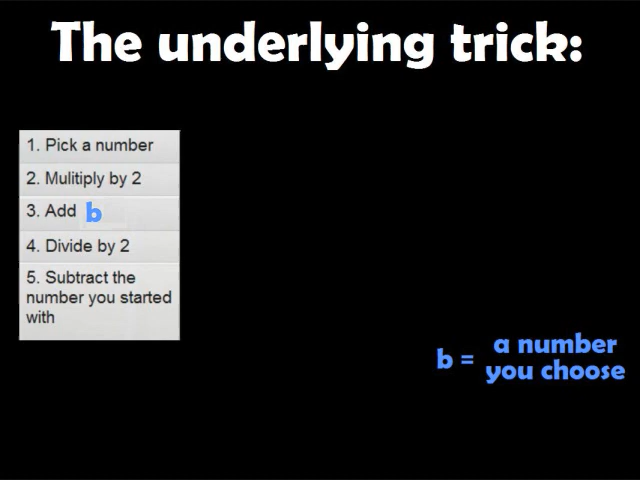 The underlying trick:
1. Pick a number
2. Mulitiply by 2
3. Add b
4. Divide by 2
5. Subtract the
number you started
with
b = a number
you choose